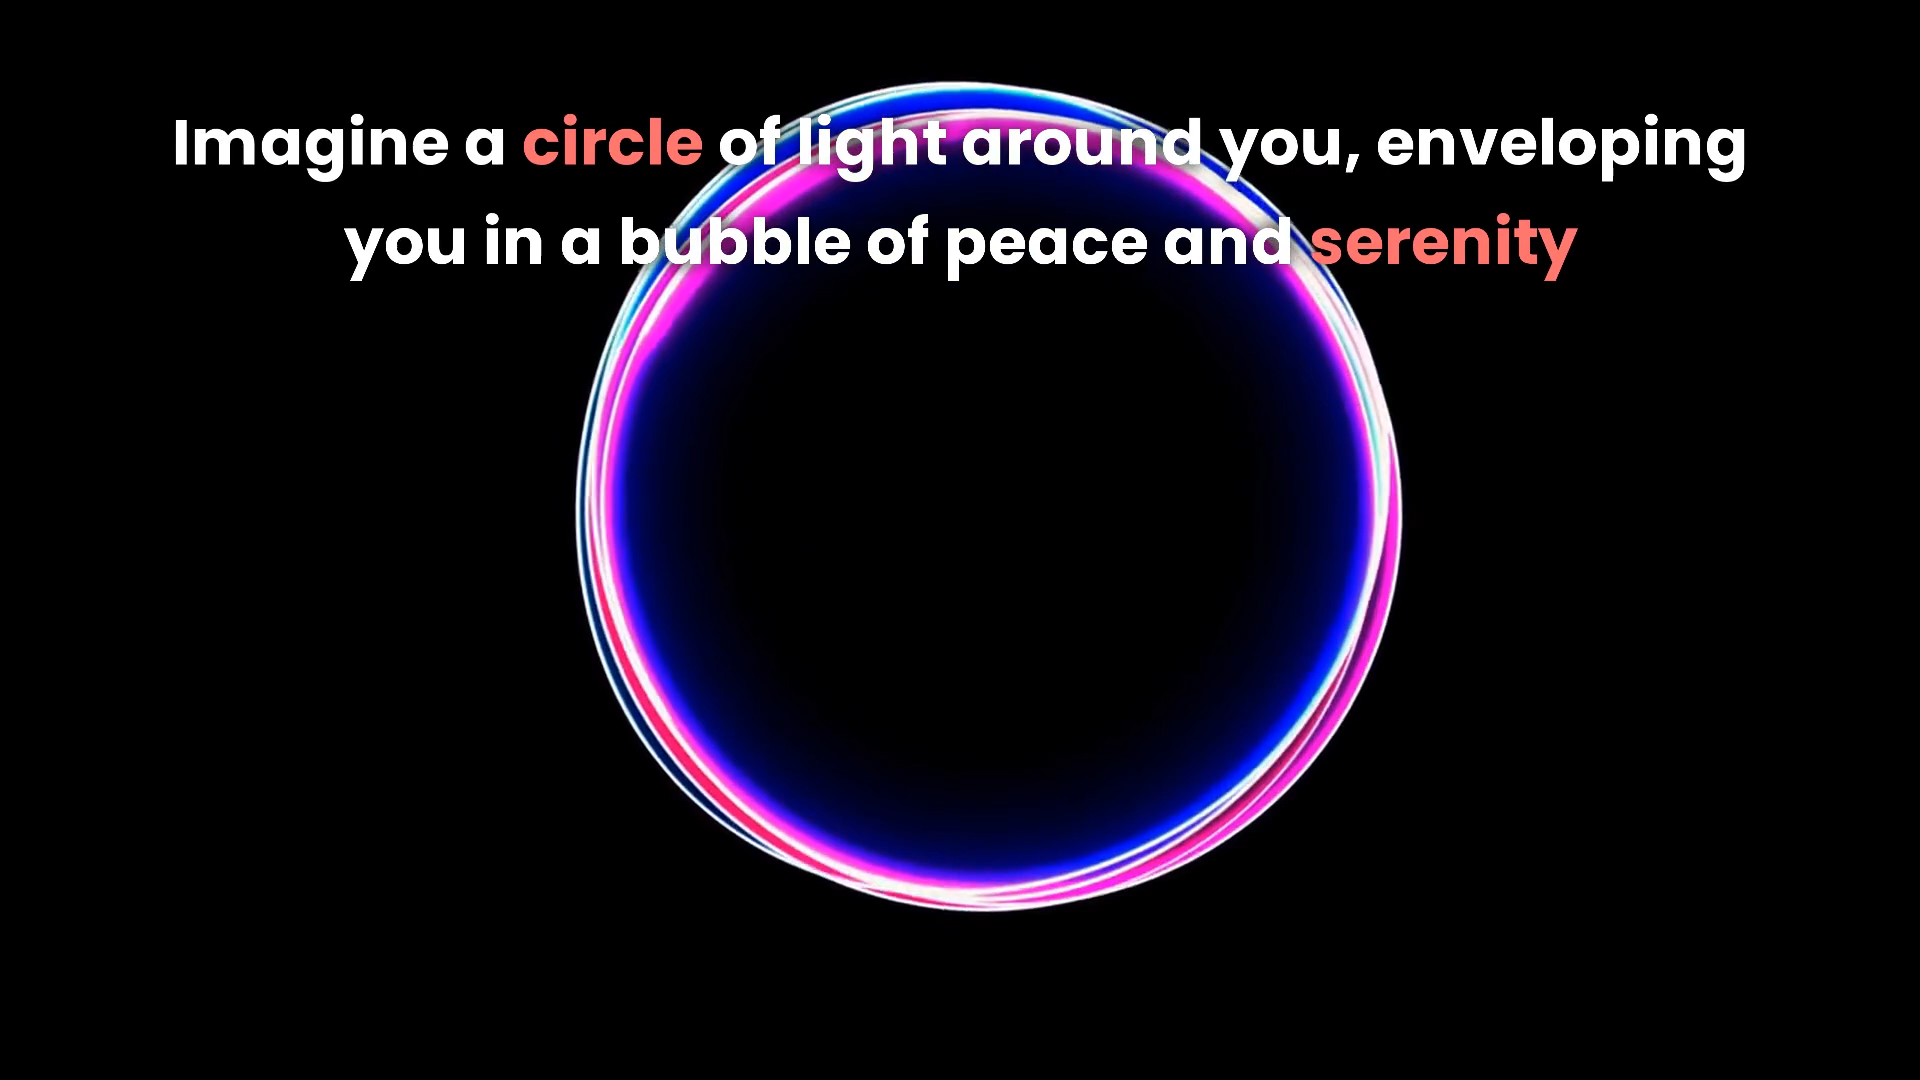 Imagine a circle of light around you, enveloping
you in a bubble of peace and serenity